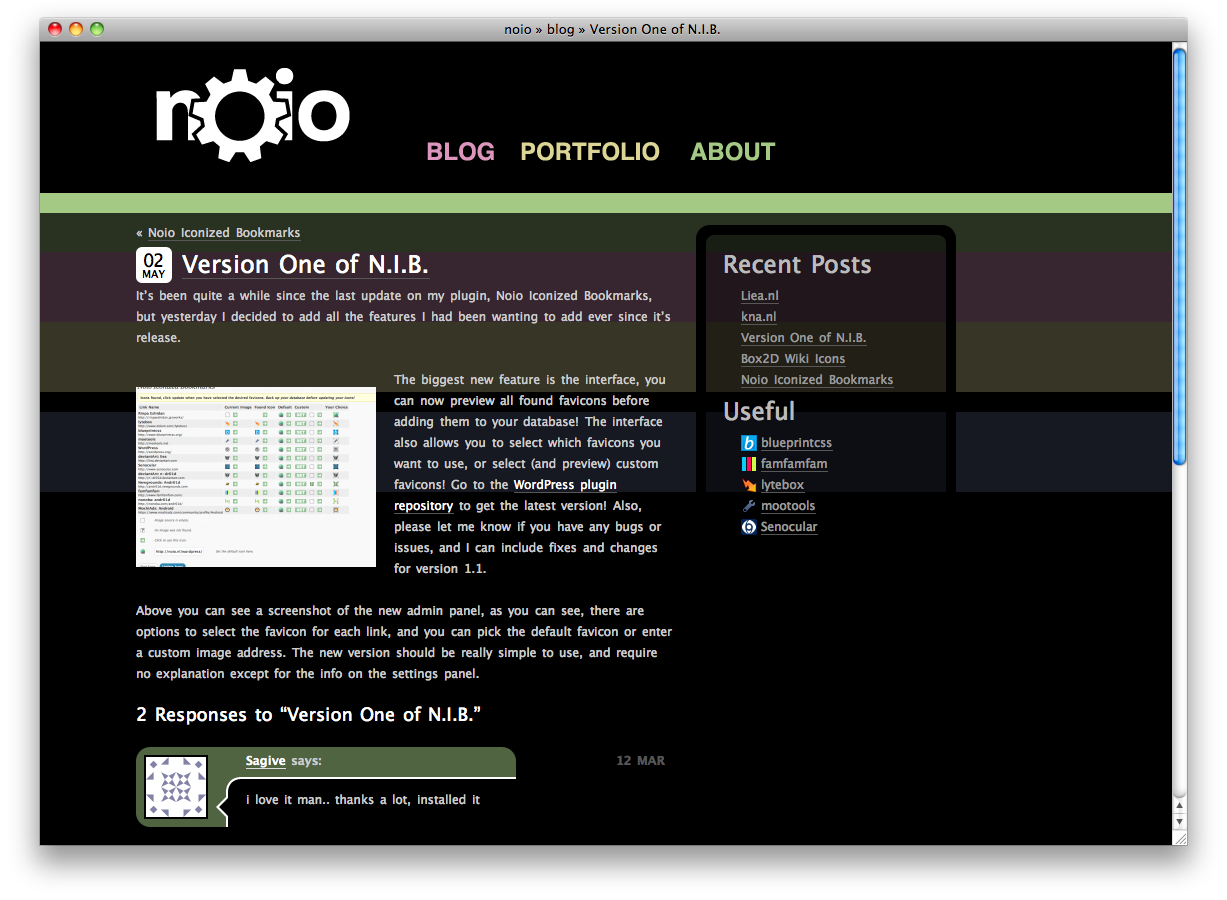 noio » blog » Version One of N.I.B.
noio
BLOG PORTFOLIO ABOUT
« Noio Iconized Bookmarks
02
MAY
Version One of N.I.B.
It's been quite a while since the last update on my plugin, Noio Iconized Bookmarks,
but yesterday I decided to add all the features I had been wanting to add ever since it's
release.
The biggest new feature is the interface, you
can now preview all found favicons before
adding them to your database! The interface
also allows you to select which favicons you
want to use, or select (and preview) custom
favicons! Go to the WordPress plugin
repository to get the latest version! Also,
please let me know if you have any bugs or
issues, and I can include fixes and changes
for version 1.1.
Link Name Current Image Found Icon Default Custom Your Choice
Above you can see a screenshot of the new admin panel, as you can see, there are
options to select the favicon for each link, and you can pick the default favicon or enter
a custom image address. The new version should be really simple to use, and require
no explanation except for the info on the settings panel.
2 Responses to “Version One of N.I.B.”
Sagive says:
12 MAR
i love it man.. thanks a lot, installed it
Recent Posts
Liea.nl
kna.nl
Version One of N.I.B.
Box2D Wiki Icons
Noio Iconized Bookmarks
Useful
blueprintcss
famfamfam
lytebox
mootools
Senocular